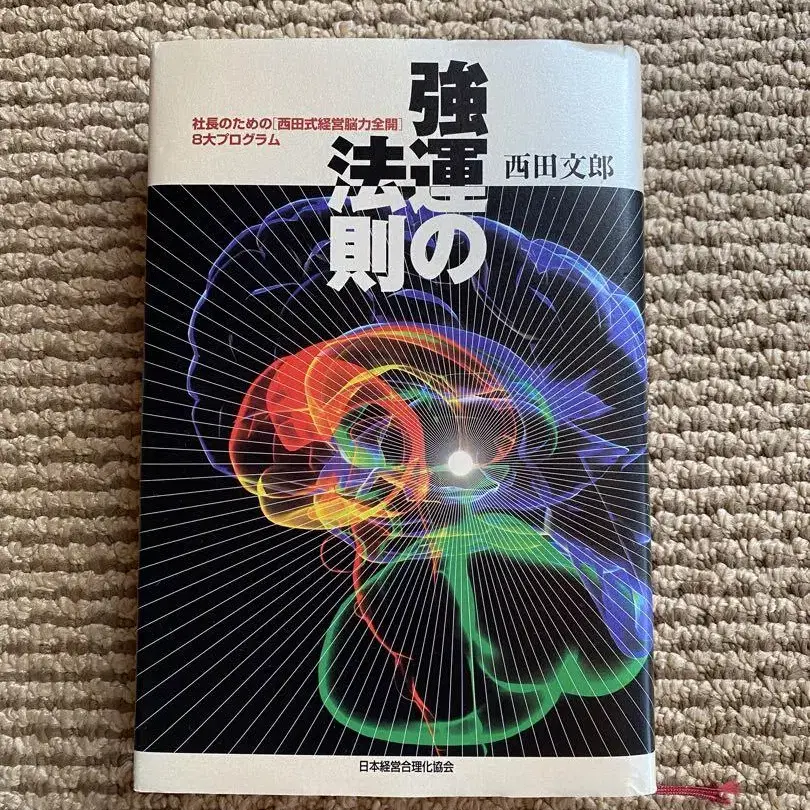 強運の
法則
社長のための[西田式経営脳力全開]
8大プログラム
西田文郎
日本経営合理化協会